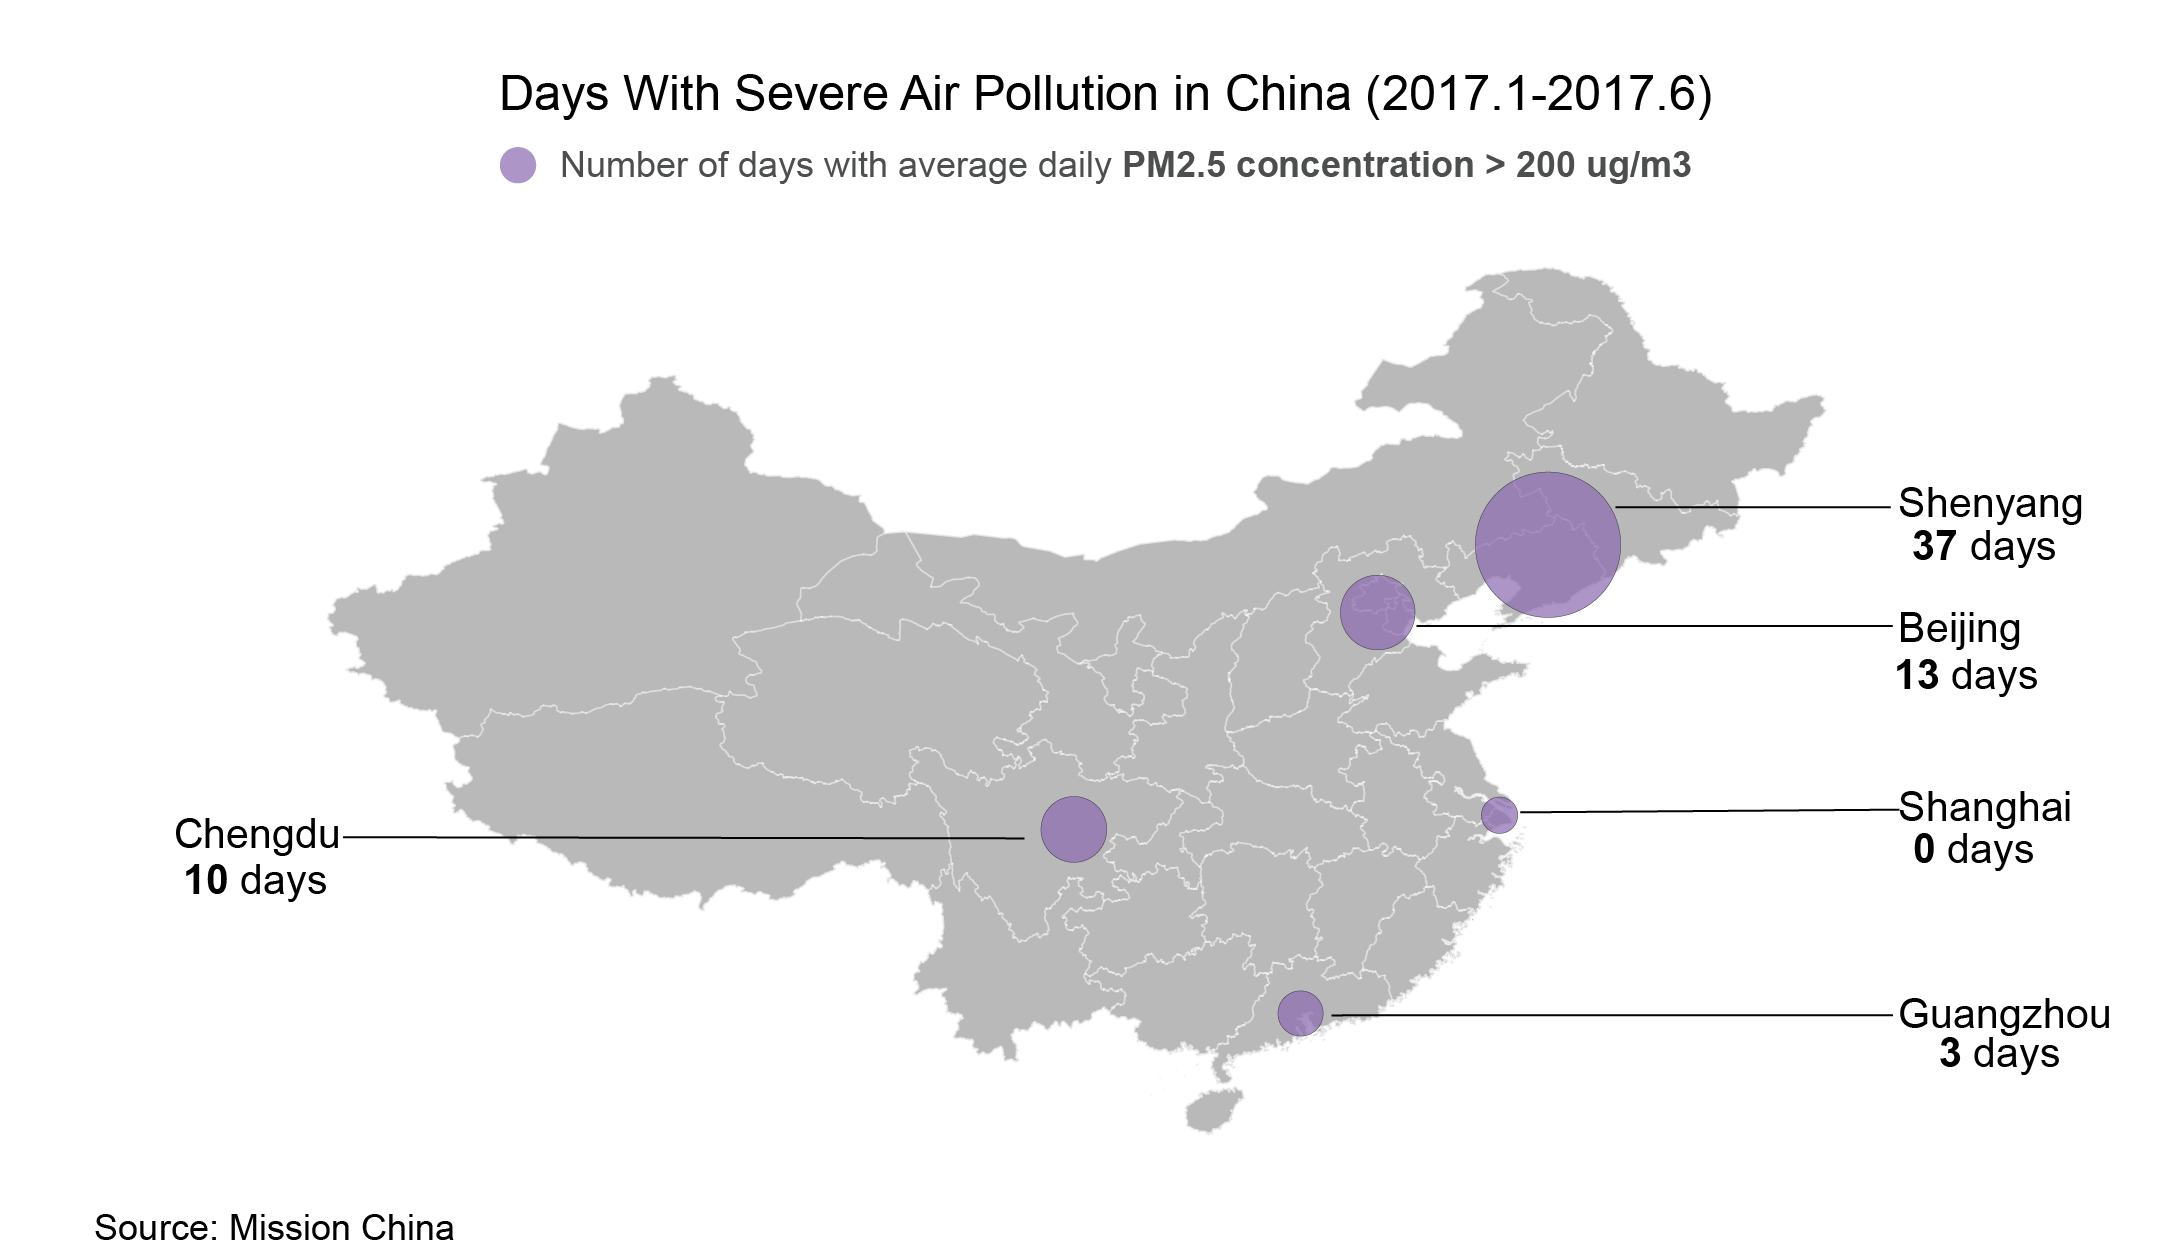 Days With Severe Air Pollution in China (2017.1-2017.6)
Number of days with average daily PM2.5 concentration > 200 ug/m3
Shenyang
37 days
Beijing
13 days
Shanghai
0 days
Chengdu
10 days
Guangzhou
3 days
Source: Mission China